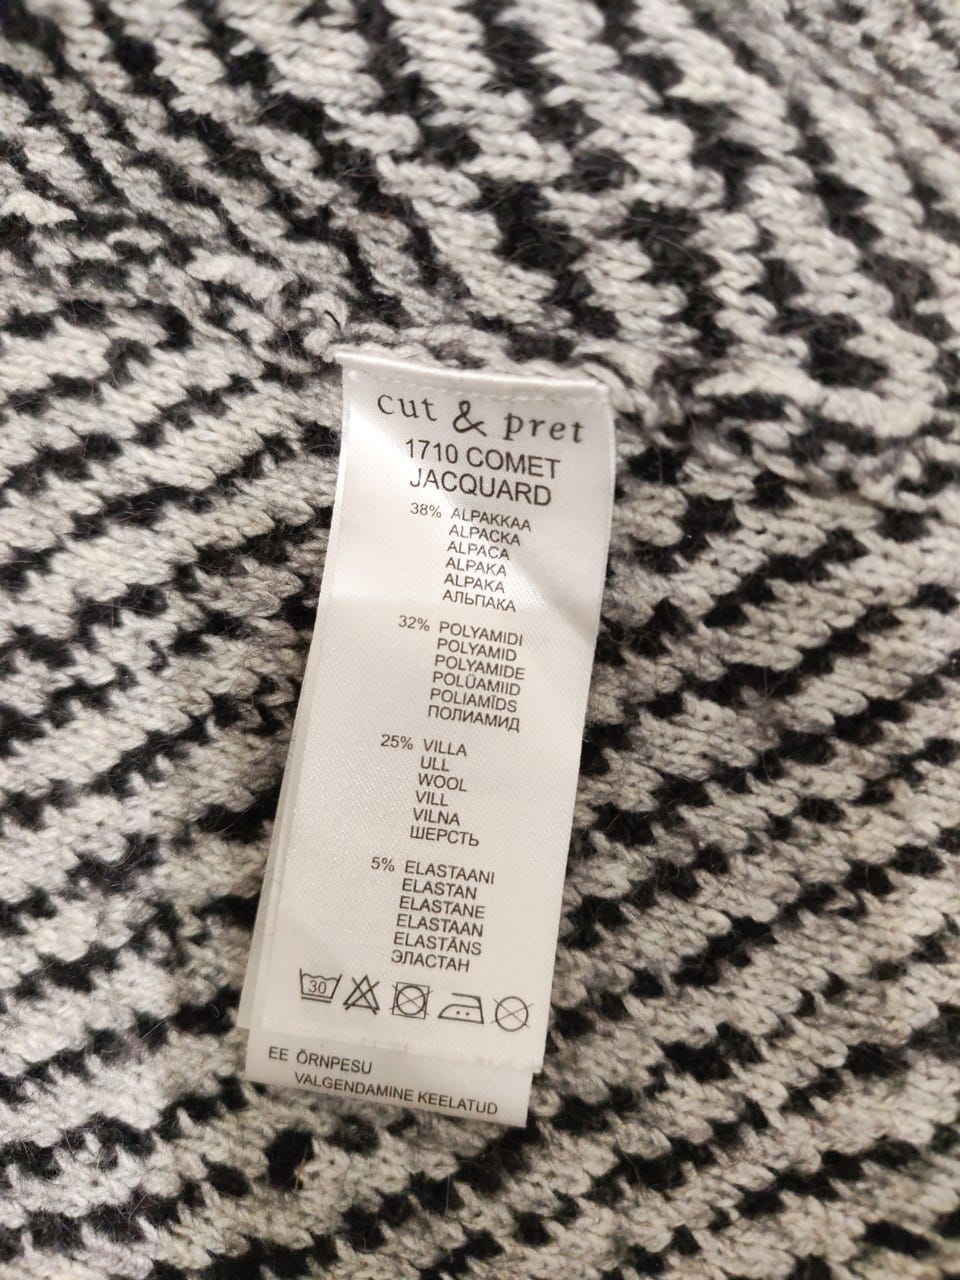 cut & pret
1710 COMET
JACQUARD
38% ALPAKKAA
ALPACKA
ALPACA
ALPAKA
ALPAKA
АЛЬПАКА
32% POLYAMIDI
POLYAMID
POLYAMIDE
POLÜAMIID
POLIAMĪDS
ПОЛИАМИД
25% VILLA
ULL
WOOL
VILL
VILNA
ШЕРСТЬ
5% ELASTAANI
ELASTAN
ELASTANE
ELASTAAN
ELASTĀNS
ЭЛАСТАН
30
EE ÕRNPESU
VALGENDAMINE KEELATUD